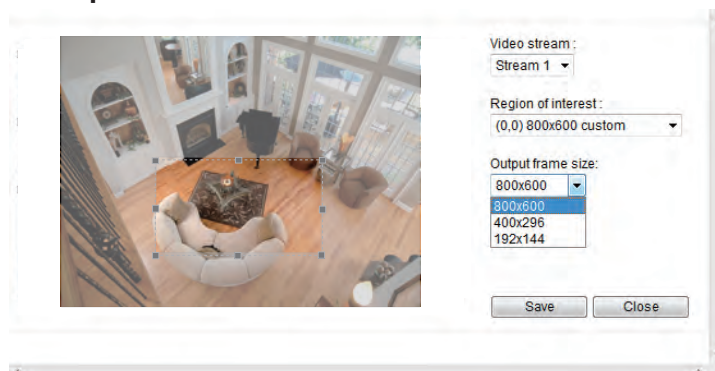 Video stream :
Stream 1
Region of interest :
(0,0) 800x600 custom
Output frame size:
800x600
800x600
400x296
192x144
Save
Close